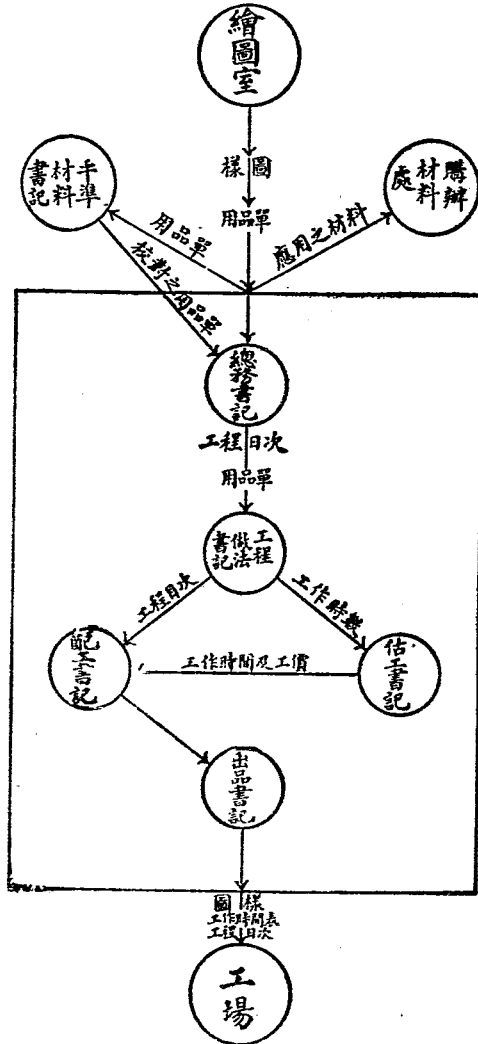 繪圖室
樣圖
用品單
平準材料書記
購辦材料處
用品單
校對之用品單
應用之材料
總務書記
工程日次
用品單
工程做法書記
工程目次
工作時數
配工書記
工作時間及工價
估工書記
出品書記
圖樣
工作時間表
工程日次
工場